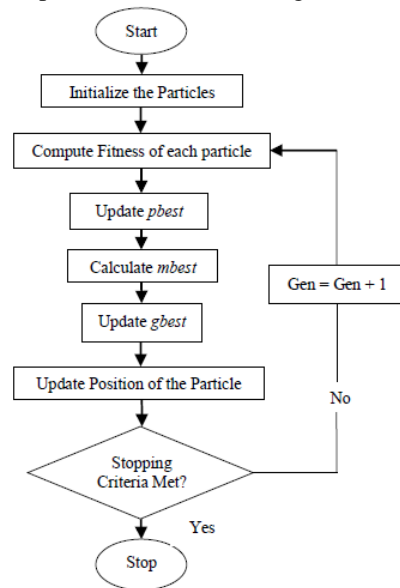 Start
Initialize the Particles
Compute Fitness of each particle
Update pbest
Calculate mbest
Gen = Gen + 1
Update gbest
Update Position of the Particle
No
Stopping
Criteria Met?
Yes
Stop